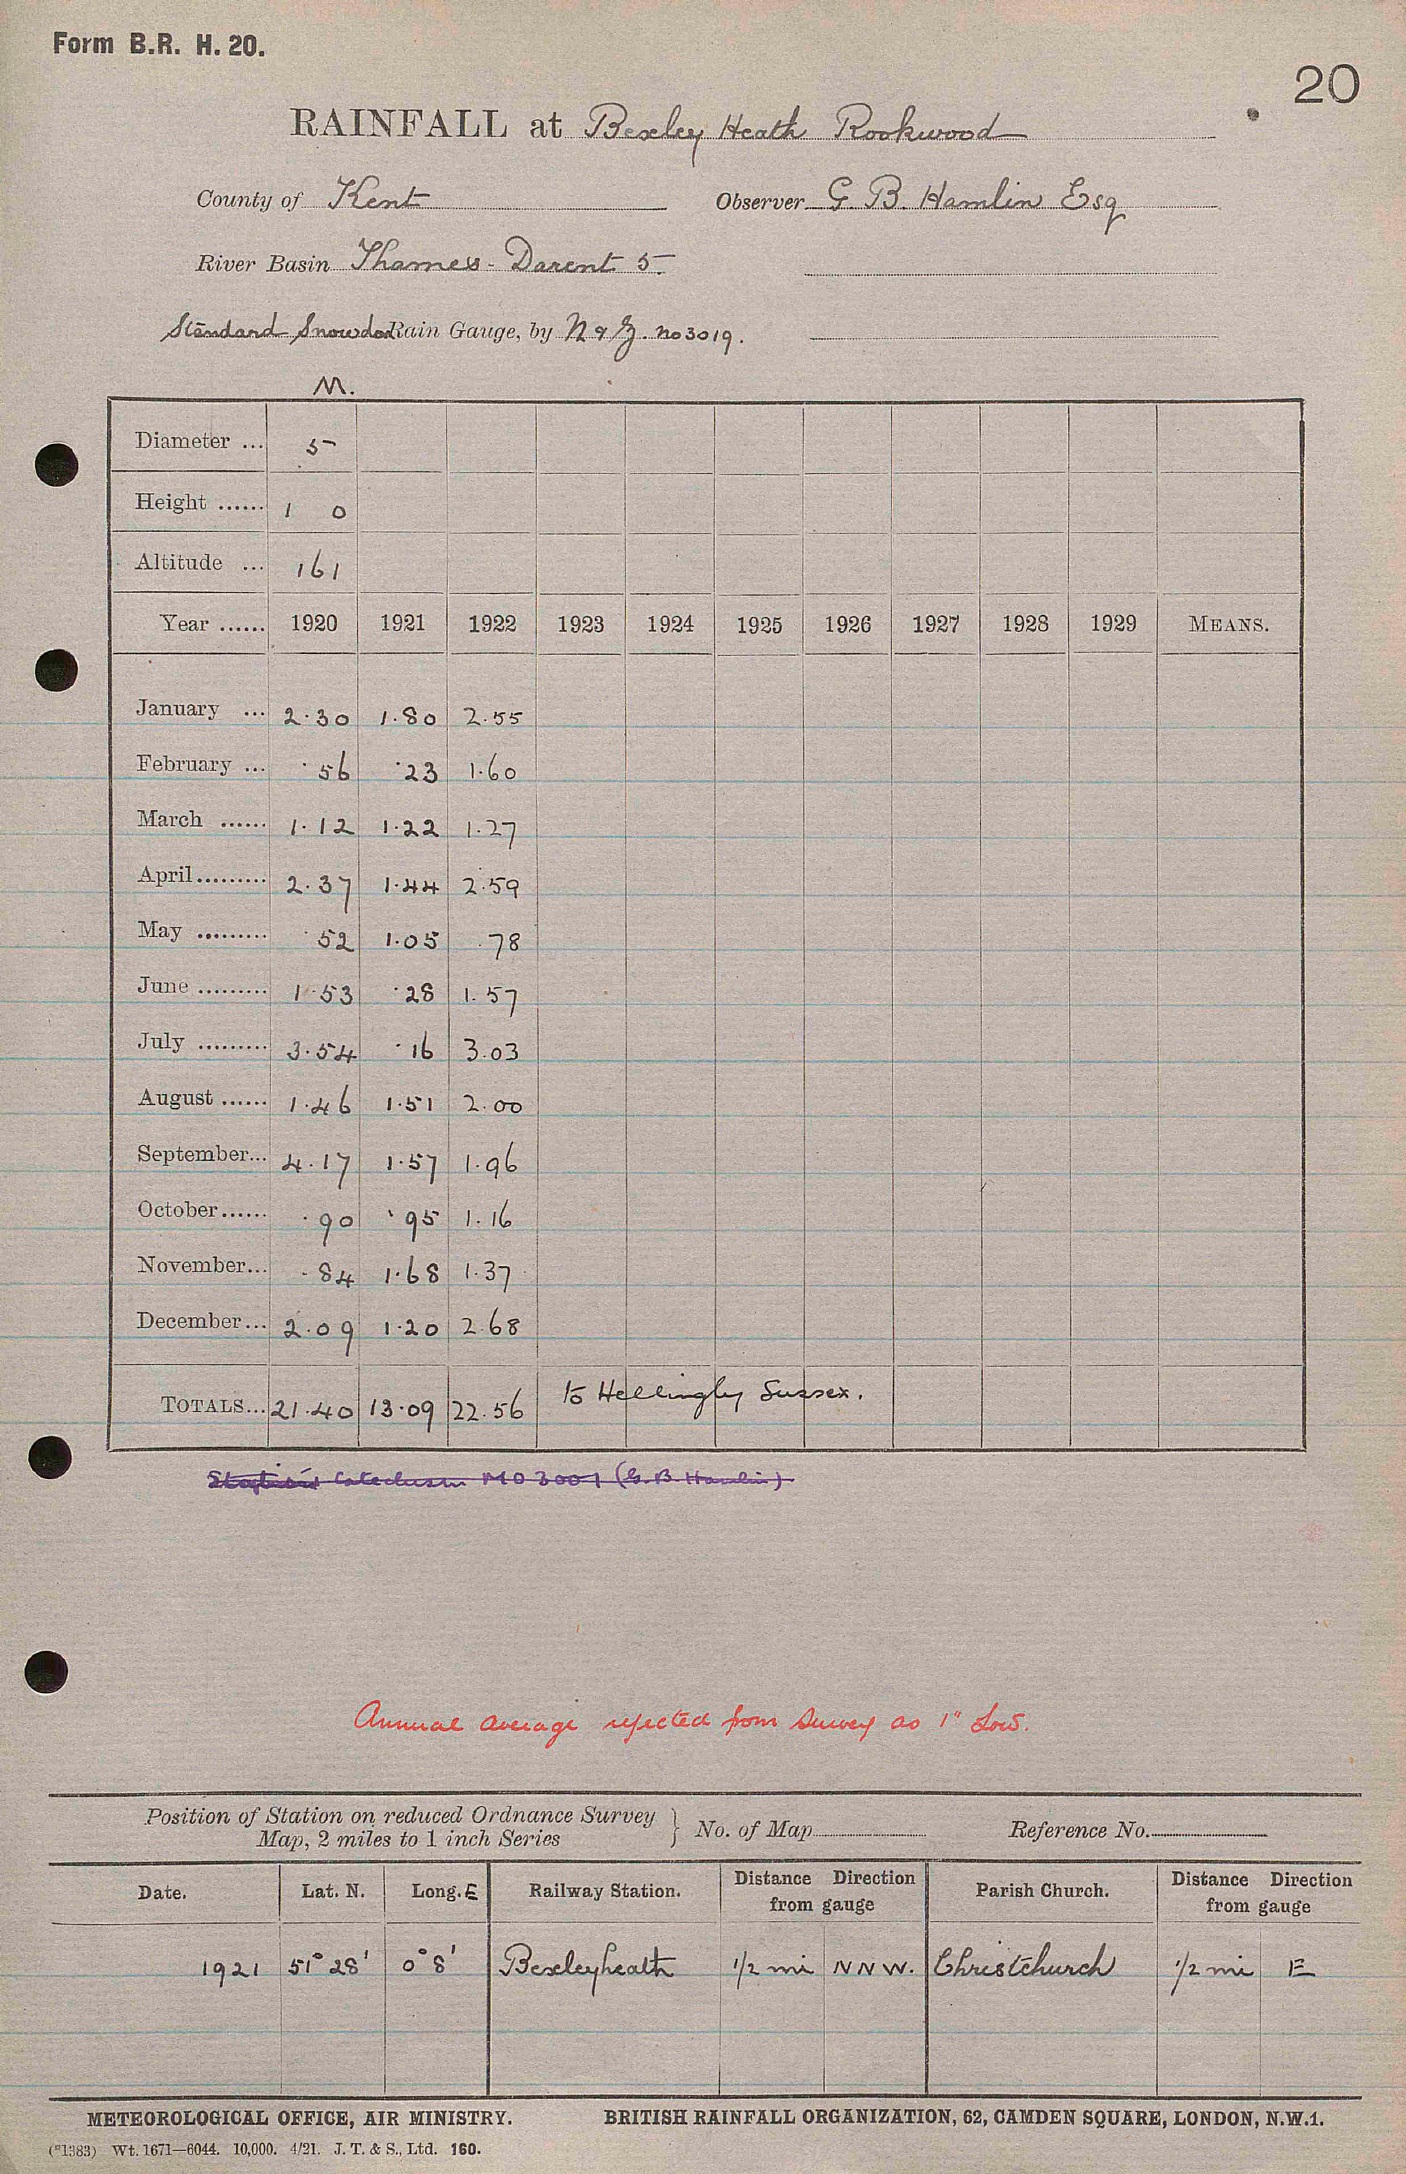 Form B.R. H. 20.
20
RAINFALL at Bexley Heath Rookwood
County of Kent Observer G. B. Hamlin Esq
River Basin Thames - Darent 5
Standard Snowdon Rain Gauge, by N & Z. no 3019.
M.
Diameter ... 5
Height ...... 1 0
Altitude ... 161
Year ...... 1920 1921 1922 1923 1924 1925 1926 1927 1928 1929 MEANS.
January ... 2.30 1.80 2.55
February ... .56 .23 1.60
March ...... 1.12 1.22 1.27
April......... 2.37 1.44 2.59
May ......... .52 1.05 .78
June ......... 1.53 .28 1.57
July ......... 3.54 .16 3.03
August ...... 1.46 1.51 2.00
September... 4.17 1.57 1.96
October...... .90 .95 1.16
November... .84 1.68 1.37
December... 2.09 1.20 2.68
TOTALS... 21.40 13.09 22.56 to Hellingly Sussex.
MO 3001 (G. B. Hamlin)
Annual average rejected from Survey as 1" Low.
Position of Station on reduced Ordnance Survey
Map, 2 miles to 1 inch Series } No. of Map Reference No.
Date. Lat. N. Long. E Railway Station. Distance Direction from gauge Parish Church. Distance Direction from gauge
1921 51° 28' 0° 8' Bexleyheath 1/2 mi NNW. Christchurch 1/2 mi E
METEOROLOGICAL OFFICE, AIR MINISTRY. BRITISH RAINFALL ORGANIZATION, 62, CAMDEN SQUARE, LONDON, N.W.1.
(*1383) Wt. 1671—6044. 10,000. 4/21. J. T. & S., Ltd. 160.